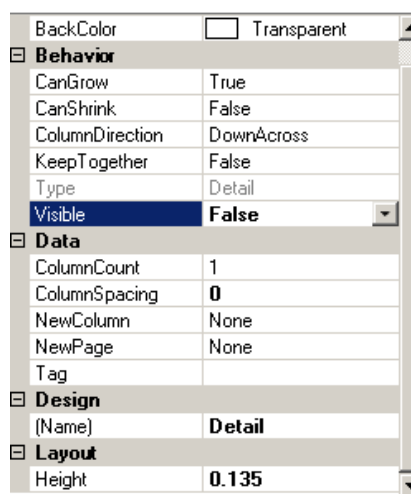 BackColor Transparent
Behavior
CanGrow True
CanShrink False
ColumnDirection DownAcross
KeepTogether False
Type Detail
Visible False
Data
ColumnCount 1
ColumnSpacing 0
NewColumn None
NewPage None
Tag
Design
(Name) Detail
Layout
Height 0.135